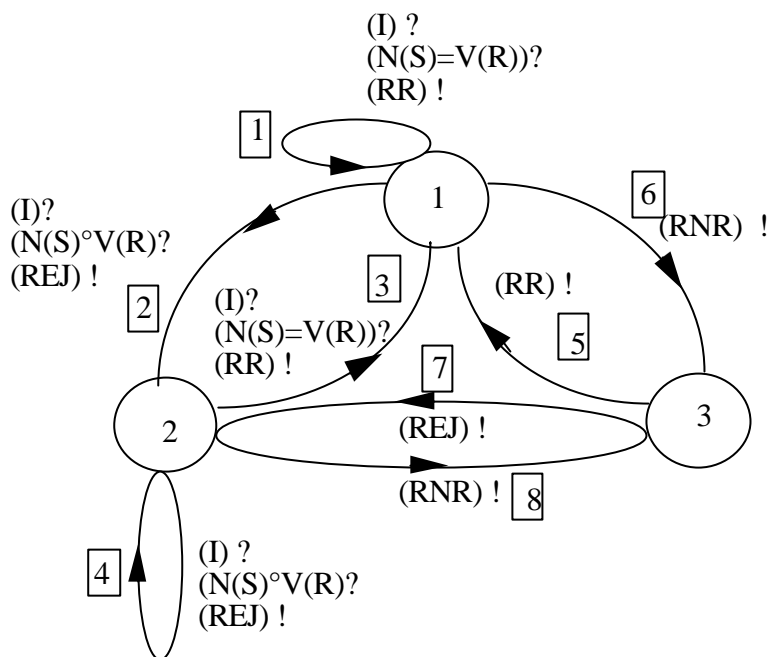 (I) ?
(N(S)=V(R))?
(RR) !
1
1
6
(RNR) !
(I)?
(N(S)°V(R)?
(REJ) !
2
3
(RR) !
5
(I)?
(N(S)=V(R))?
(RR) !
7
2
(REJ) !
3
(RNR) !
8
4
(I) ?
(N(S)°V(R)?
(REJ) !